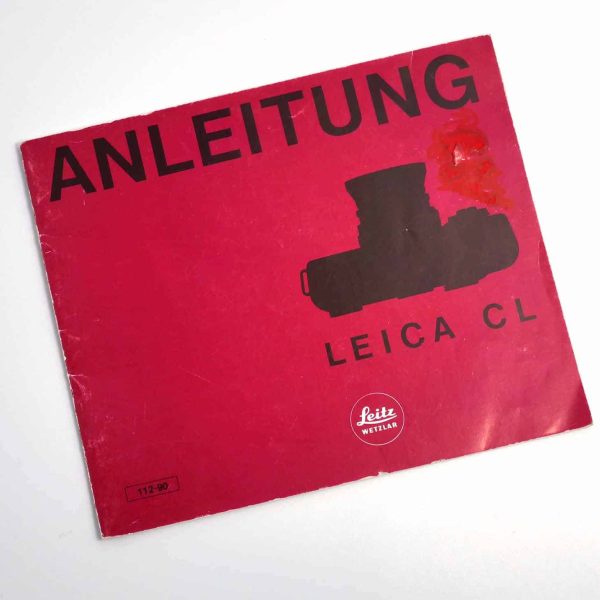 ANLEITUNG
LEICA CL
Leitz
WETZLAR
112-90